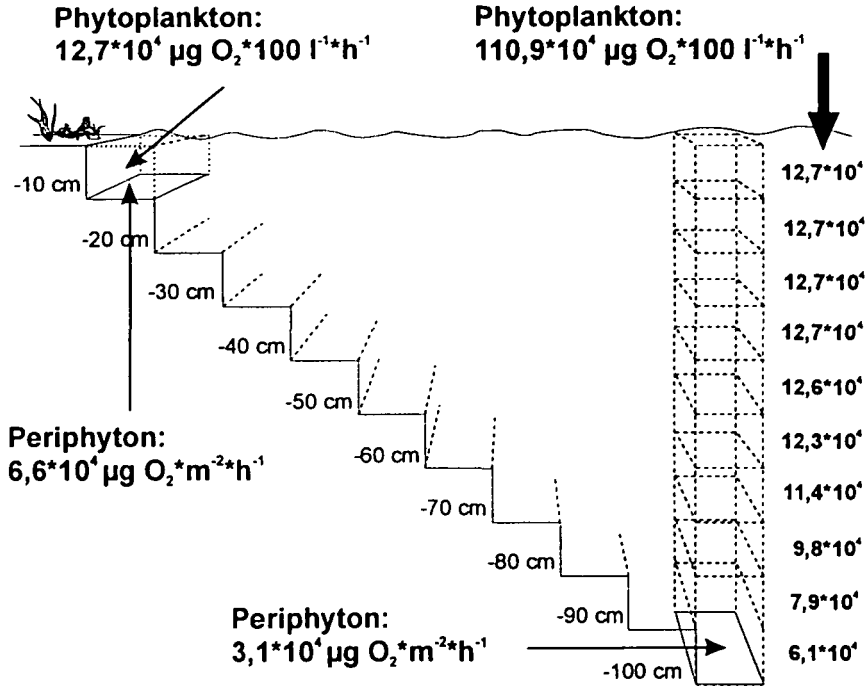 Phytoplankton:
12,7*10⁴ µg O₂*100 l⁻¹*h⁻¹
Phytoplankton:
110,9*10⁴ µg O₂*100 l⁻¹*h⁻¹
-10 cm
-20 cm
-30 cm
-40 cm
-50 cm
-60 cm
-70 cm
-80 cm
-90 cm
-100 cm
12,7*10⁴
12,7*10⁴
12,7*10⁴
12,7*10⁴
12,6*10⁴
12,3*10⁴
11,4*10⁴
9,8*10⁴
7,9*10⁴
6,1*10⁴
Periphyton:
6,6*10⁴ µg O₂*m⁻²*h⁻¹
Periphyton:
3,1*10⁴ µg O₂*m⁻²*h⁻¹